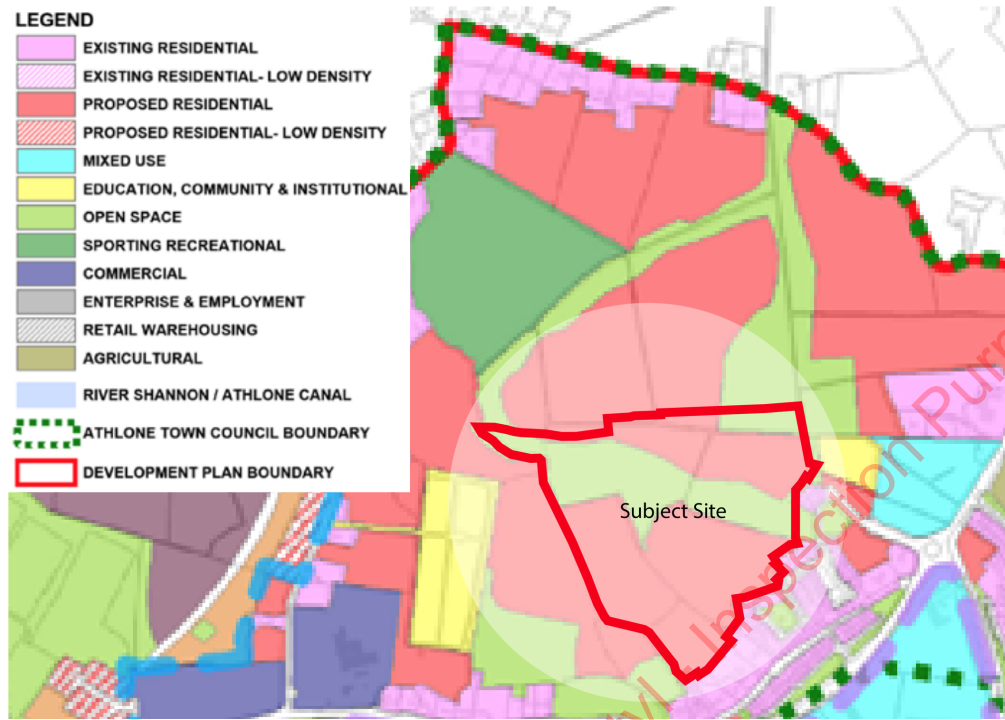 LEGEND
EXISTING RESIDENTIAL
EXISTING RESIDENTIAL- LOW DENSITY
PROPOSED RESIDENTIAL
PROPOSED RESIDENTIAL- LOW DENSITY
MIXED USE
EDUCATION, COMMUNITY & INSTITUTIONAL
OPEN SPACE
SPORTING RECREATIONAL
COMMERCIAL
ENTERPRISE & EMPLOYMENT
RETAIL WAREHOUSING
AGRICULTURAL
RIVER SHANNON / ATHLONE CANAL
ATHLONE TOWN COUNCIL BOUNDARY
DEVELOPMENT PLAN BOUNDARY
Subject Site
Inspection Purp